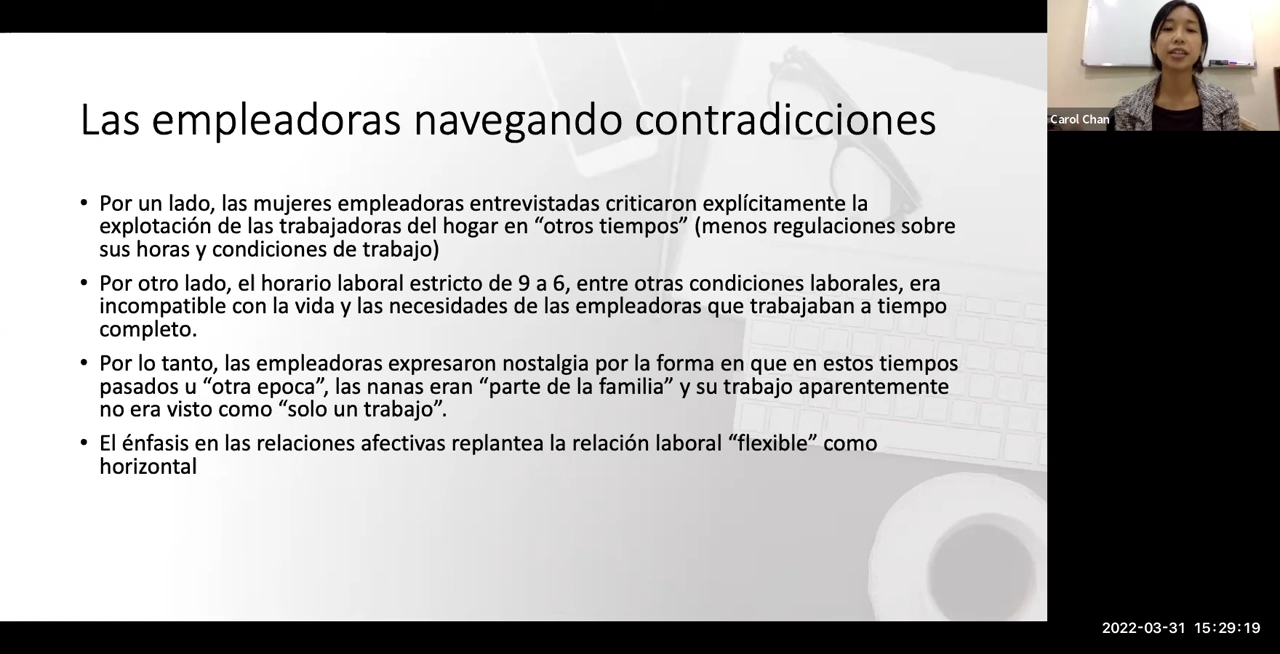 Las empleadoras navegando contradicciones
• Por un lado, las mujeres empleadoras entrevistadas criticaron explícitamente la
explotación de las trabajadoras del hogar en “otros tiempos” (menos regulaciones sobre
sus horas y condiciones de trabajo)
• Por otro lado, el horario laboral estricto de 9 a 6, entre otras condiciones laborales, era
incompatible con la vida y las necesidades de las empleadoras que trabajaban a tiempo
completo.
• Por lo tanto, las empleadoras expresaron nostalgia por la forma en que en estos tiempos
pasados u “otra epoca”, las nanas eran “parte de la familia” y su trabajo aparentemente
no era visto como “solo un trabajo”.
• El énfasis en las relaciones afectivas replantea la relación laboral “flexible” como
horizontal
Carol Chan
2022-03-31 15:29:19